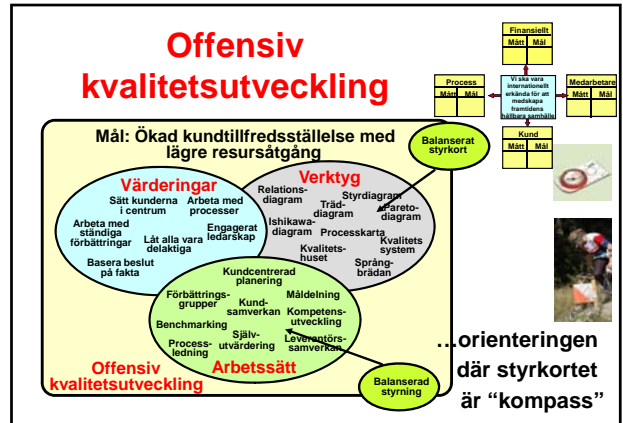 Offensiv
kvalitetsutveckling
Finansiellt
Mått Mål
Process
Mått Mål
Vi ska vara
internationellt
erkända för att
medskapa
framtidens
hållbara samhälle
Medarbetare
Mått Mål
Kund
Mått Mål
Mål: Ökad kundtillfredsställelse med
lägre resursåtgång
Balanserat
styrkort
Värderingar
Sätt kunderna
i centrum
Arbeta med
processer
Arbeta med
ständiga
förbättringar
Låt alla vara
delaktiga
Engagerat
ledarskap
Basera beslut
på fakta
Verktyg
Relations-
diagram
Styrdiagram
Träd-
diagram
Pareto-
diagram
Ishikawa-
diagram
Processkarta
Kvalitets-
huset
Kvalitets
system
Språng-
brädan
Kundcentrerad
planering
Förbättrings-
grupper
Måldelning
Kund-
samverkan
Kompetens-
utveckling
Benchmarking
Själv-
utvärdering
Leverantörs-
samverkan
Process-
ledning
Arbetssätt
Offensiv
kvalitetsutveckling
Balanserad
styrning
…orienteringen
där styrkortet
är “kompass”